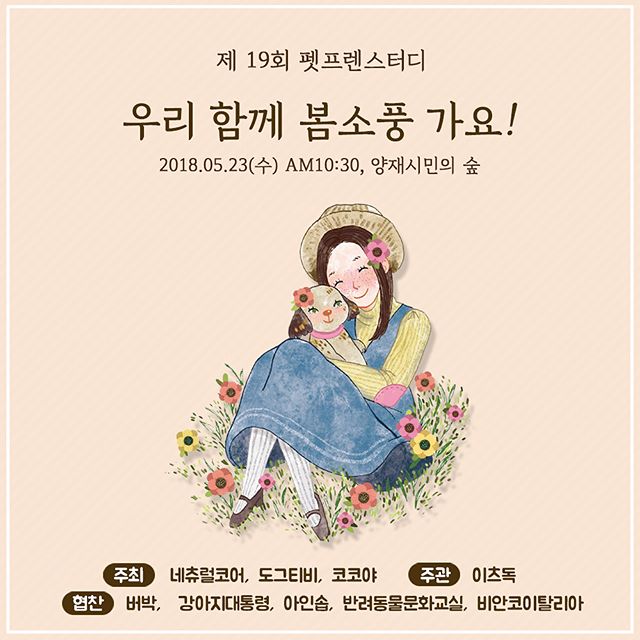 제 19회 펫프렌스터디
우리 함께 봄소풍 가요!
2018.05.23(수) AM10:30, 양재시민의 숲
주최 네츄럴코어, 도그티비, 코코야 주관 이츠독
협찬 버박, 강아지대통령, 아인솝, 반려동물문화교실, 비안코이탈리아